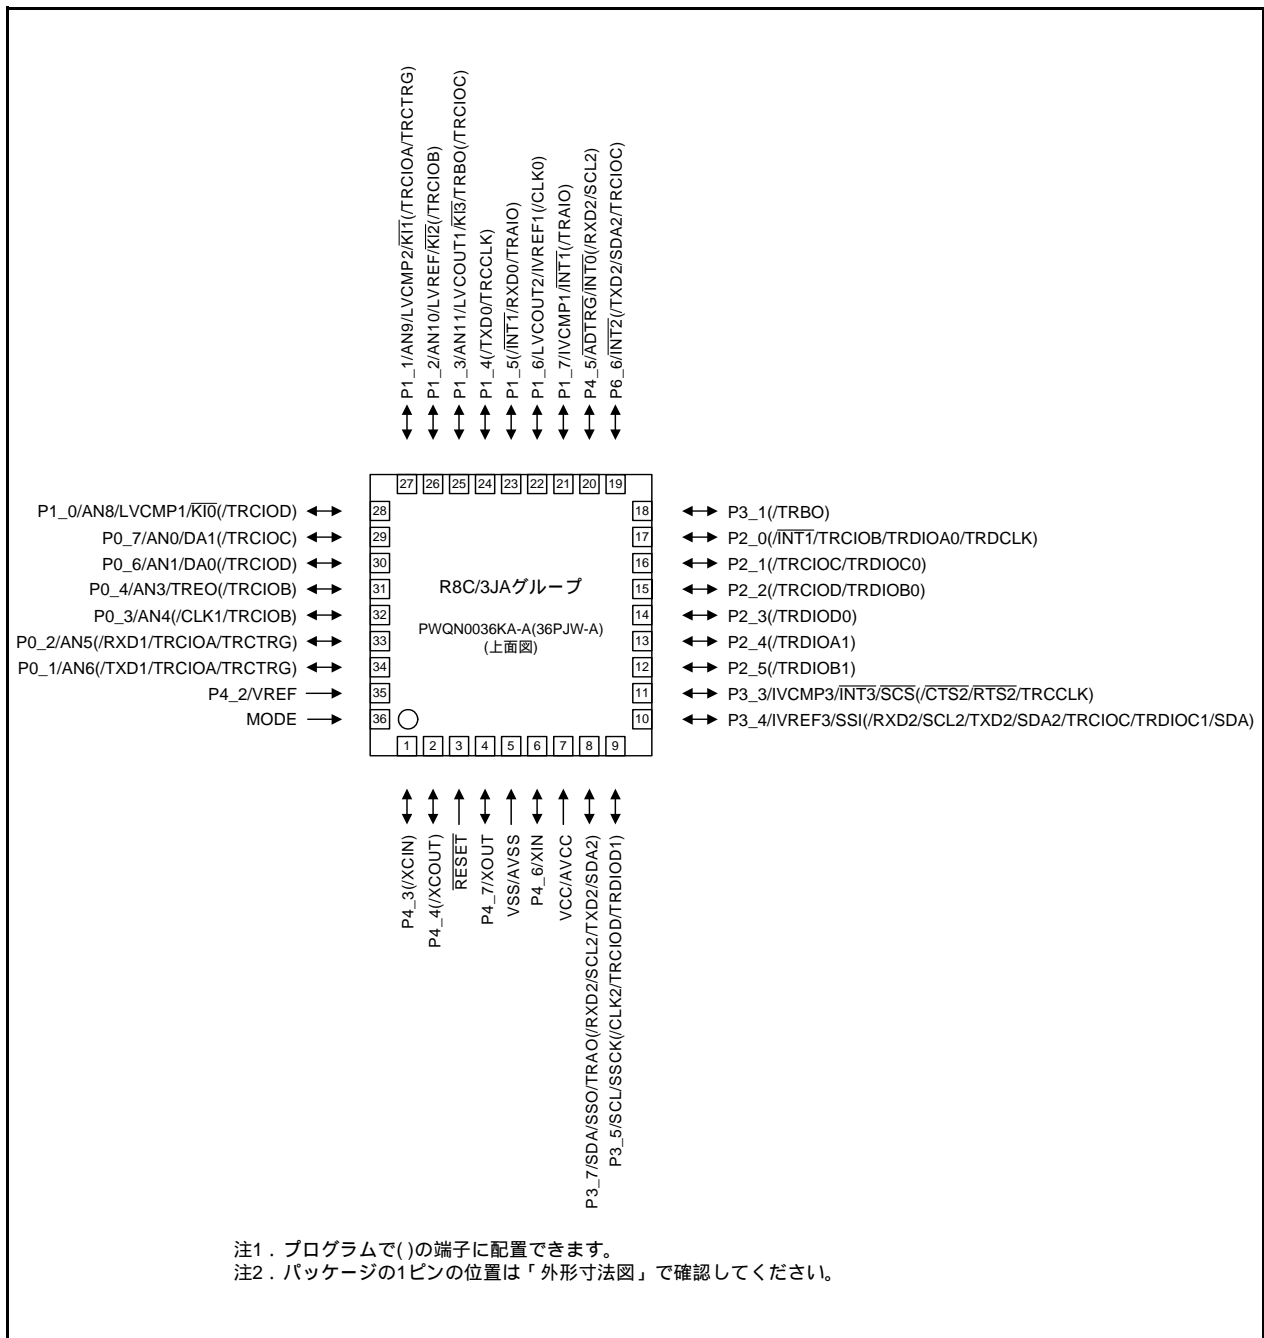 P1_1/AN9/LVCMP2/KI1(/TRCIOA/TRCTRG)
P1_2/AN10/LVREF/KI2(/TRCIOB)
P1_3/AN11/LVCOUT1/KI3/TRBO(/TRCIOC)
P1_4(/TXD0/TRCCLK)
P1_5(/INT1/RXD0/TRAIO)
P1_6/LVCOUT2/IVREF1(/CLK0)
P1_7/IVCMP1/INT1(/TRAIO)
P4_5/ADTRG/INT0(/RXD2/SCL2)
P6_6/INT2(/TXD2/SDA2/TRCIOC)
27 26 25 24 23 22 21 20 19
P1_0/AN8/LVCMP1/KI0(/TRCIOD) 28
P0_7/AN0/DA1(/TRCIOC) 29
P0_6/AN1/DA0(/TRCIOD) 30
P0_4/AN3/TREO(/TRCIOB) 31
P0_3/AN4(/CLK1/TRCIOB) 32
P0_2/AN5(/RXD1/TRCIOA/TRCTRG) 33
P0_1/AN6(/TXD1/TRCIOA/TRCTRG) 34
P4_2/VREF 35
MODE 36
R8C/3JAグループ
PWQN0036KA-A(36PJW-A)
(上面図)
18 P3_1(/TRBO)
17 P2_0(/INT1/TRCIOB/TRDIOA0/TRDCLK)
16 P2_1(/TRCIOC/TRDIOC0)
15 P2_2(/TRCIOD/TRDIOB0)
14 P2_3(/TRDIOD0)
13 P2_4(/TRDIOA1)
12 P2_5(/TRDIOB1)
11 P3_3/IVCMP3/INT3/SCS(/CTS2/RTS2/TRCCLK)
10 P3_4/IVREF3/SSI(/RXD2/SCL2/TXD2/SDA2/TRCIOC/TRDIOC1/SDA)
1 2 3 4 5 6 7 8 9
P4_3(/XCIN)
P4_4(/XCOUT)
RESET
P4_7/XOUT
VSS/AVSS
P4_6/XIN
VCC/AVCC
P3_7/SDA/SSO/TRAO(/RXD2/SCL2/TXD2/SDA2)
P3_5/SCL/SSCK(/CLK2/TRCIOD/TRDIOD1)
注1．プログラムで( )の端子に配置できます。
注2．パッケージの1ピンの位置は「外形寸法図」で確認してください。